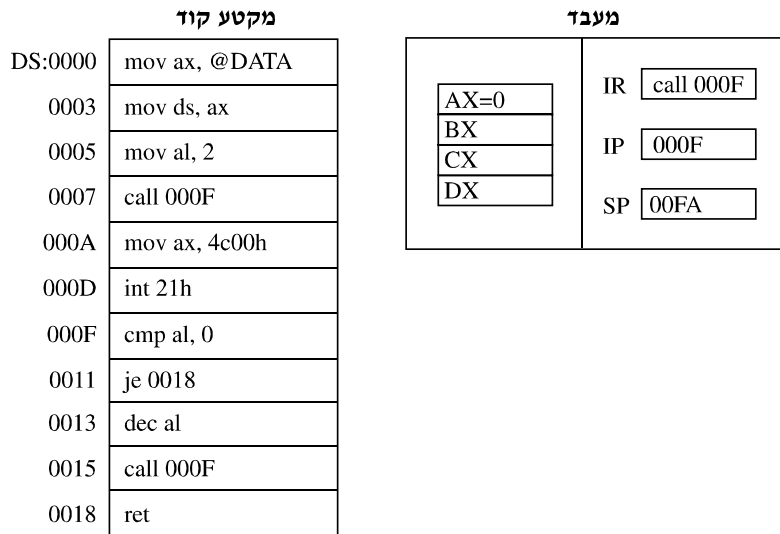 מקטע קוד
DS:0000 mov ax, @DATA
0003 mov ds, ax
0005 mov al, 2
0007 call 000F
000A mov ax, 4c00h
000D int 21h
000F cmp al, 0
0011 je 0018
0013 dec al
0015 call 000F
0018 ret
מעבד
AX=0
BX
CX
DX
IR call 000F
IP 000F
SP 00FA